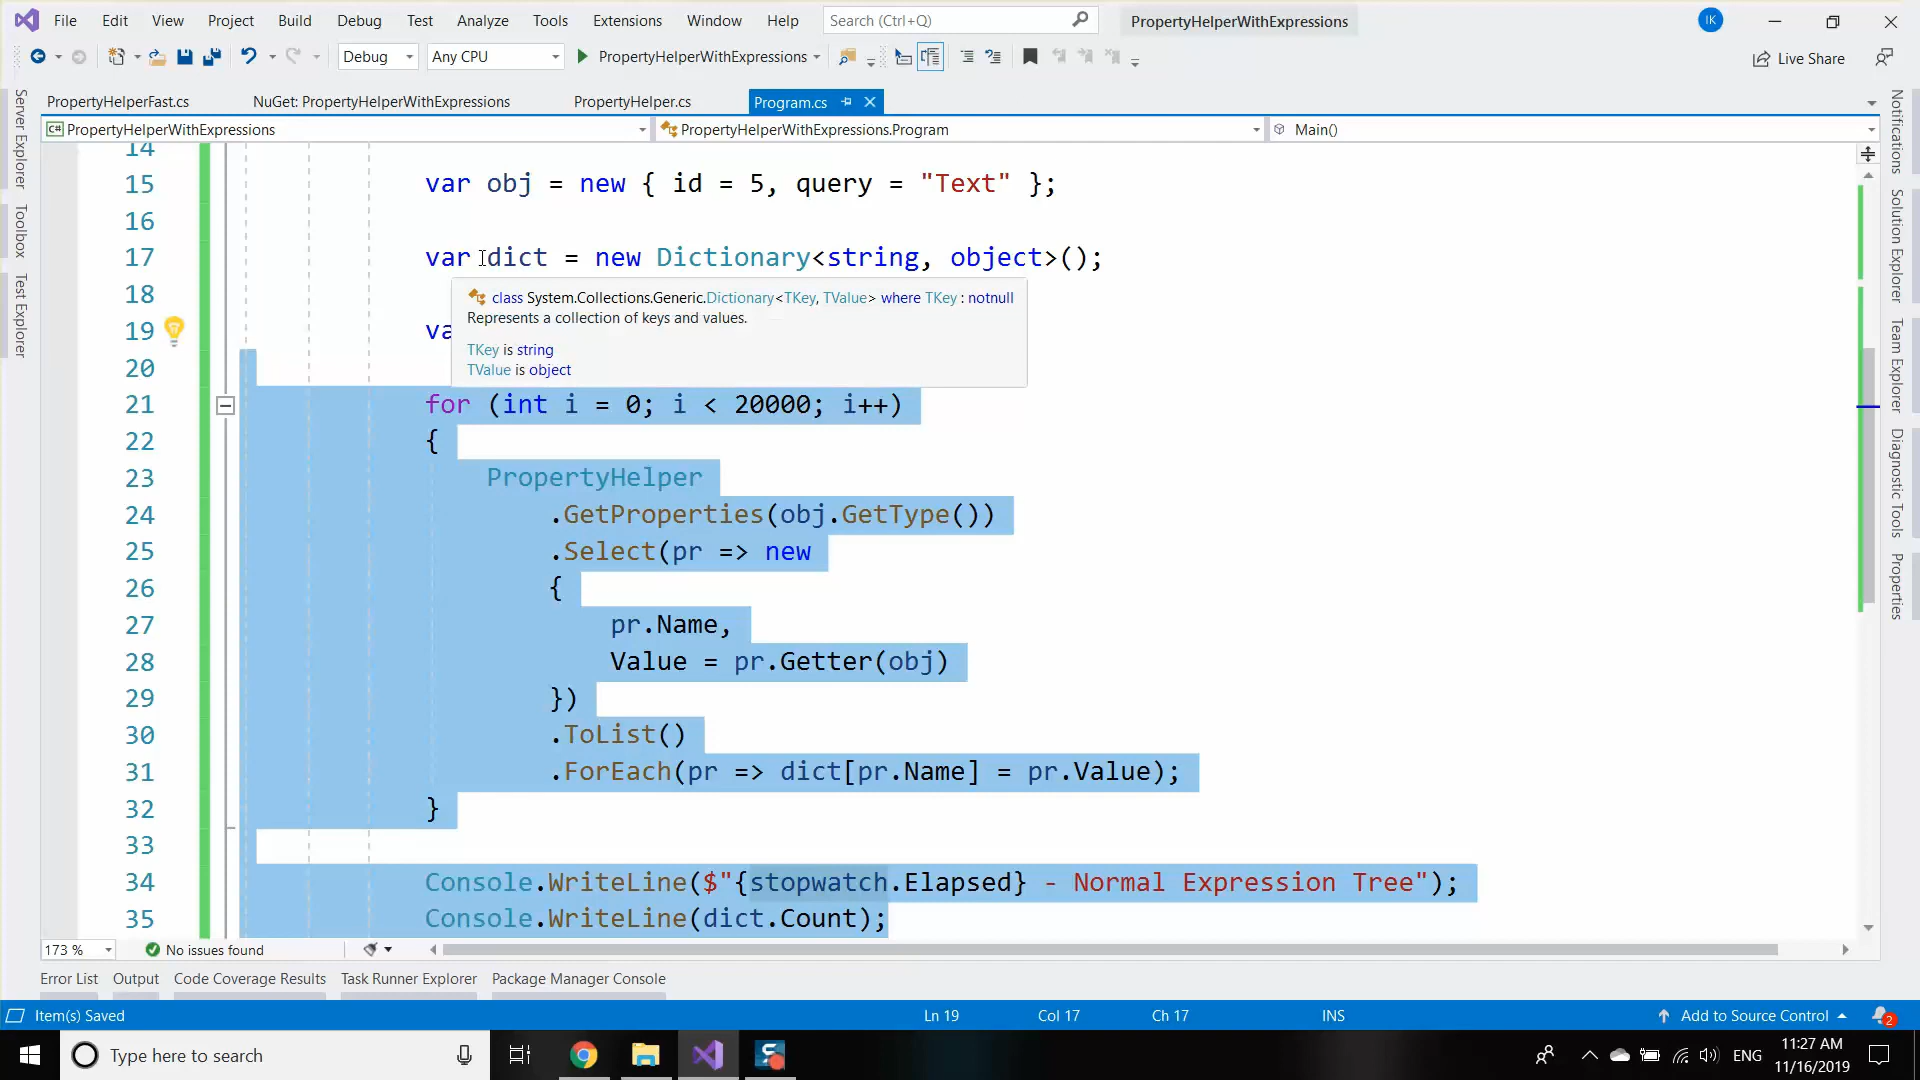 File Edit View Project Build Debug Test Analyze Tools Extensions Window Help Search (Ctrl+Q) PropertyHelperWithExpressions IK
Debug Any CPU PropertyHelperWithExpressions Live Share
PropertyHelperFast.cs NuGet: PropertyHelperWithExpressions PropertyHelper.cs Program.cs
C# PropertyHelperWithExpressions PropertyHelperWithExpressions.Program Main()
Server Explorer
Toolbox
Test Explorer
14
15 var obj = new { id = 5, query = "Text" };
16
17 var dict = new Dictionary<string, object>();
18
class System.Collections.Generic.Dictionary<TKey, TValue> where TKey : notnull
Represents a collection of keys and values.
19 va
TKey is string
TValue is object
20
21 for (int i = 0; i < 20000; i++)
22 {
23 PropertyHelper
24 .GetProperties(obj.GetType())
25 .Select(pr => new
26 {
27 pr.Name,
28 Value = pr.Getter(obj)
29 })
30 .ToList()
31 .ForEach(pr => dict[pr.Name] = pr.Value);
32 }
33
34 Console.WriteLine($"{stopwatch.Elapsed} - Normal Expression Tree");
35 Console.WriteLine(dict.Count);
Notifications
Solution Explorer
Team Explorer
Diagnostic Tools
Properties
173 % No issues found
Error List Output Code Coverage Results Task Runner Explorer Package Manager Console
Item(s) Saved Ln 19 Col 17 Ch 17 INS Add to Source Control 2
Type here to search ENG 11:27 AM
11/16/2019